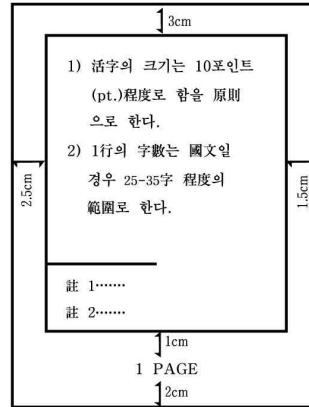 3cm
1) 活字의 크기는 10포인트
(pt.)程度로 함을 原則
으로 한다.
2) 1行의 字數는 國文일
경우 25-35字 程度의
範圍로 한다.
2.5cm
1.5cm
註 1·······
註 2·······
1cm
1 PAGE
2cm